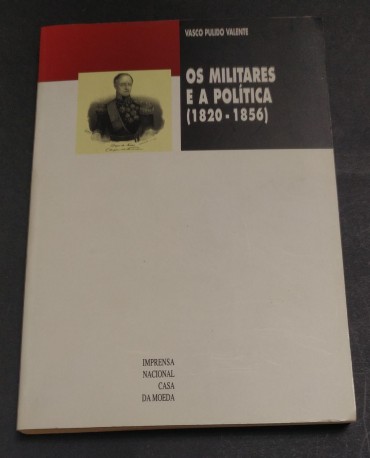 VASCO PULIDO VALENTE
OS MILITARES
E A POLÍTICA
(1820-1856)
IMPRENSA
NACIONAL
CASA
DA MOEDA